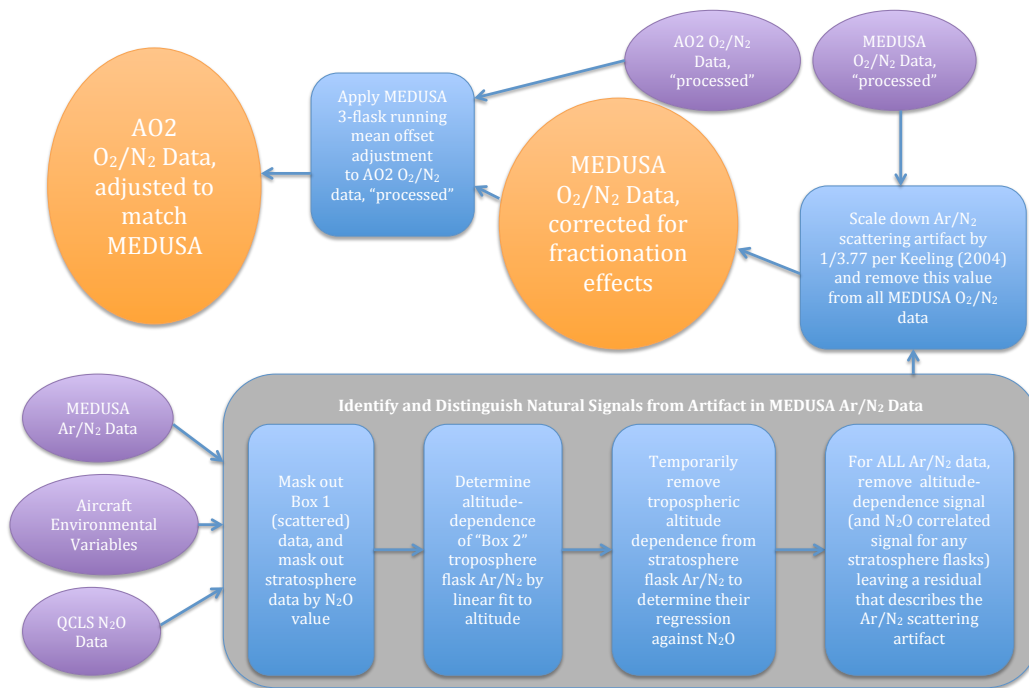 AO2 O₂/N₂
Data,
“processed”
MEDUSA
O₂/N₂ Data,
“processed”
Apply MEDUSA
3-flask running
mean offset
adjustment
to AO2 O₂/N₂
data, “processed”
AO2
O₂/N₂ Data,
adjusted to
match
MEDUSA
MEDUSA
O₂/N₂ Data,
corrected for
fractionation
effects
Scale down Ar/N₂
scattering artifact by
1/3.77 per Keeling (2004)
and remove this value
from all MEDUSA O₂/N₂
data
Identify and Distinguish Natural Signals from Artifact in MEDUSA Ar/N₂ Data
MEDUSA
Ar/N₂ Data
Aircraft
Environmental
Variables
QCLS N₂O
Data
Mask out
Box 1
(scattered)
data, and
mask out
stratosphere
data by N₂O
value
Determine
altitude-
dependence
of “Box 2”
troposphere
flask Ar/N₂ by
linear fit to
altitude
Temporarily
remove
tropospheric
altitude
dependence from
stratosphere
flask Ar/N₂ to
determine their
regression
against N₂O
For ALL Ar/N₂ data,
remove altitude-
dependence signal
(and N₂O correlated
signal for any
stratosphere flasks)
leaving a residual
that describes the
Ar/N₂ scattering
artifact